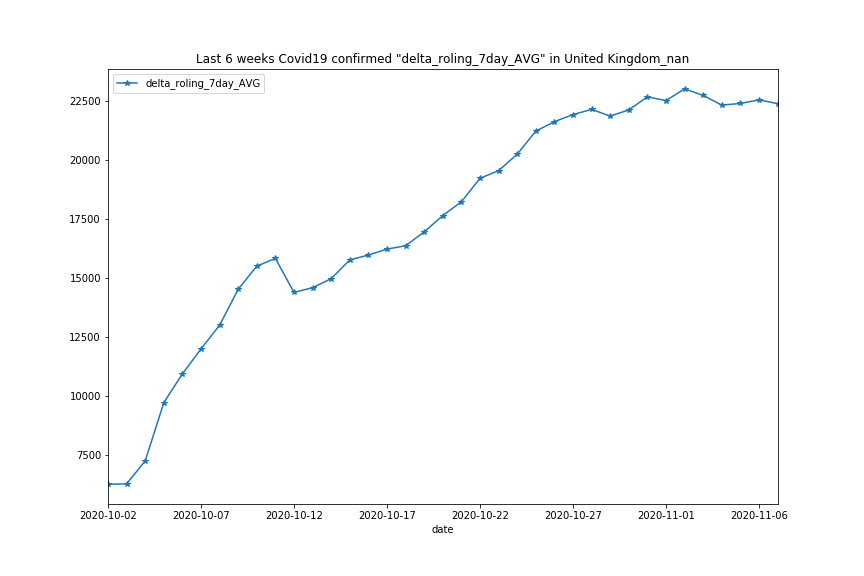 Last 6 weeks Covid19 confirmed "delta_roling_7day_AVG" in United Kingdom_nan
delta_roling_7day_AVG
22500
20000
17500
15000
12500
10000
7500
2020-10-02 2020-10-07 2020-10-12 2020-10-17 2020-10-22 2020-10-27 2020-11-01 2020-11-06
date